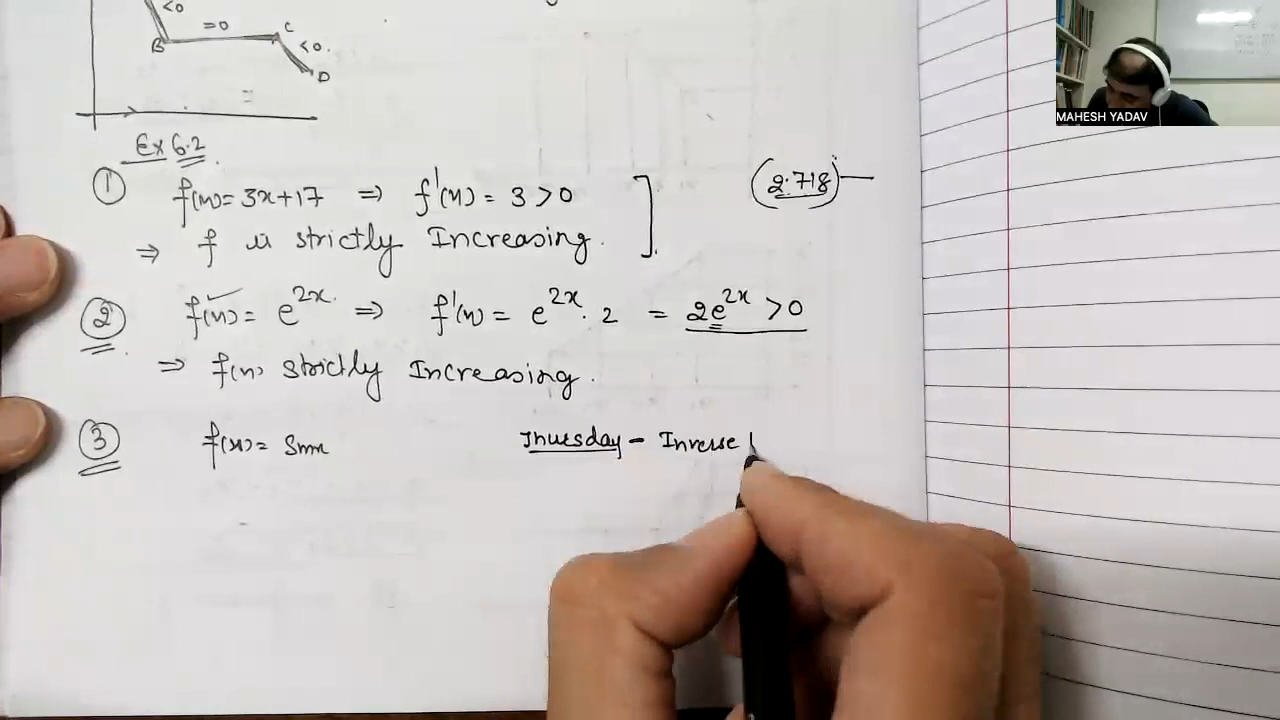 <0
=0
B
C
<0.
D
MAHESH YADAV
Ex 6.2
① f(x) = 3x+17 ⇒ f'(x) = 3 > 0
(2.718)
⇒ f is strictly Increasing.
② f(x) = e^{2x} ⇒ f'(x) = e^{2x}. 2 = 2e^{2x} > 0
⇒ f(x) strictly Increasing.
③ f(x) = Sinx Thursday - Inverse